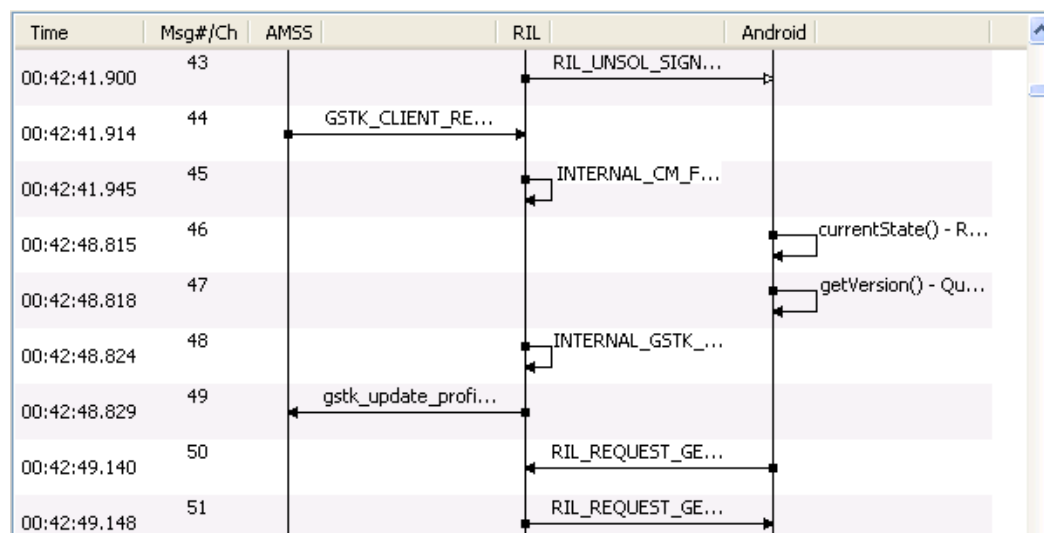 Time Msg#/Ch AMSS RIL Android
00:42:41.900 43 RIL_UNSOL_SIGN...
00:42:41.914 44 GSTK_CLIENT_RE...
00:42:41.945 45 INTERNAL_CM_F...
00:42:48.815 46 currentState() - R...
00:42:48.818 47 getVersion() - Qu...
00:42:48.824 48 INTERNAL_GSTK_...
00:42:48.829 49 gstk_update_profi...
00:42:49.140 50 RIL_REQUEST_GE...
00:42:49.148 51 RIL_REQUEST_GE...